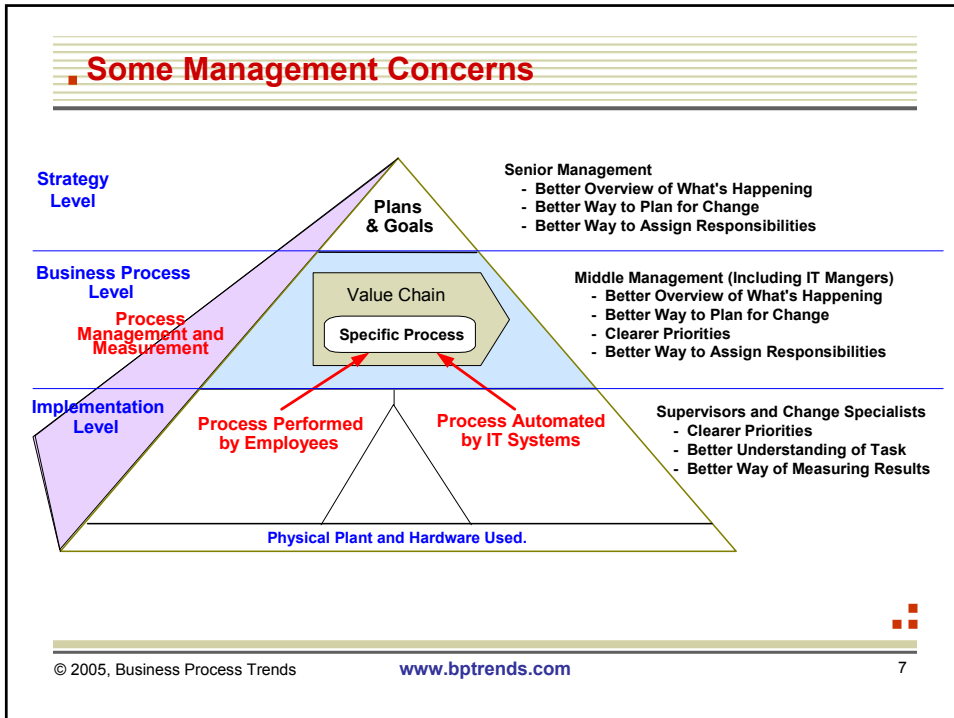 Some Management Concerns
Strategy
Level
Plans
& Goals
Senior Management
- Better Overview of What's Happening
- Better Way to Plan for Change
- Better Way to Assign Responsibilities
Business Process
Level
Process
Management and
Measurement
Value Chain
Specific Process
Middle Management (Including IT Mangers)
- Better Overview of What's Happening
- Better Way to Plan for Change
- Clearer Priorities
- Better Way to Assign Responsibilities
Implementation
Level
Process Performed
by Employees
Process Automated
by IT Systems
Supervisors and Change Specialists
- Clearer Priorities
- Better Understanding of Task
- Better Way of Measuring Results
Physical Plant and Hardware Used.
© 2005, Business Process Trends
www.bptrends.com
7